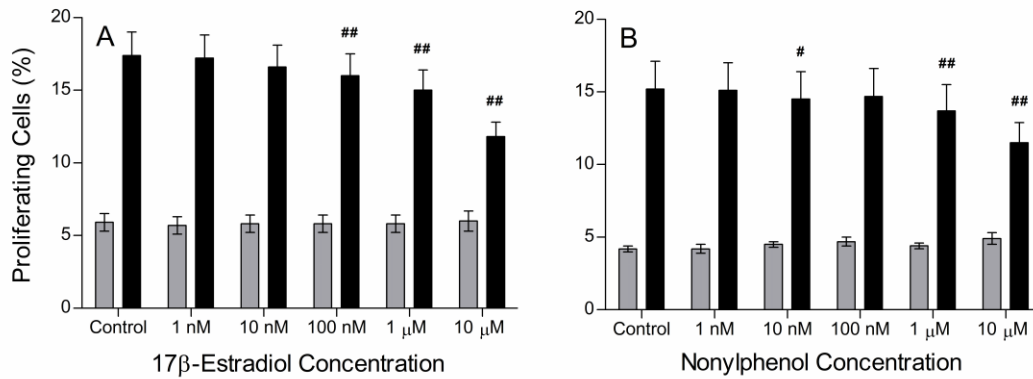 A
B
Proliferating Cells (%)
20
15
10
5
0
##
##
##
Control
1 nM
10 nM
100 nM
1 μM
10 μM
17β-Estradiol Concentration
20
15
10
5
0
#
##
##
Control
1 nM
10 nM
100 nM
1 μM
10 μM
Nonylphenol Concentration